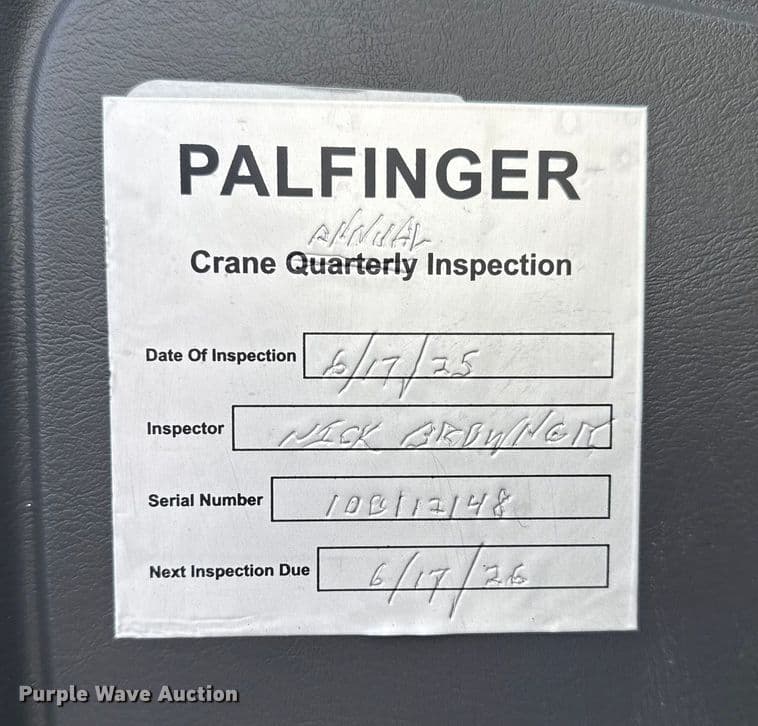 PALFINGER
ANNUAL
Crane Quarterly Inspection
Date Of Inspection 6/17/25
Inspector NICK
Serial Number
Next Inspection Due 6/17/26
Purple Wave Auction